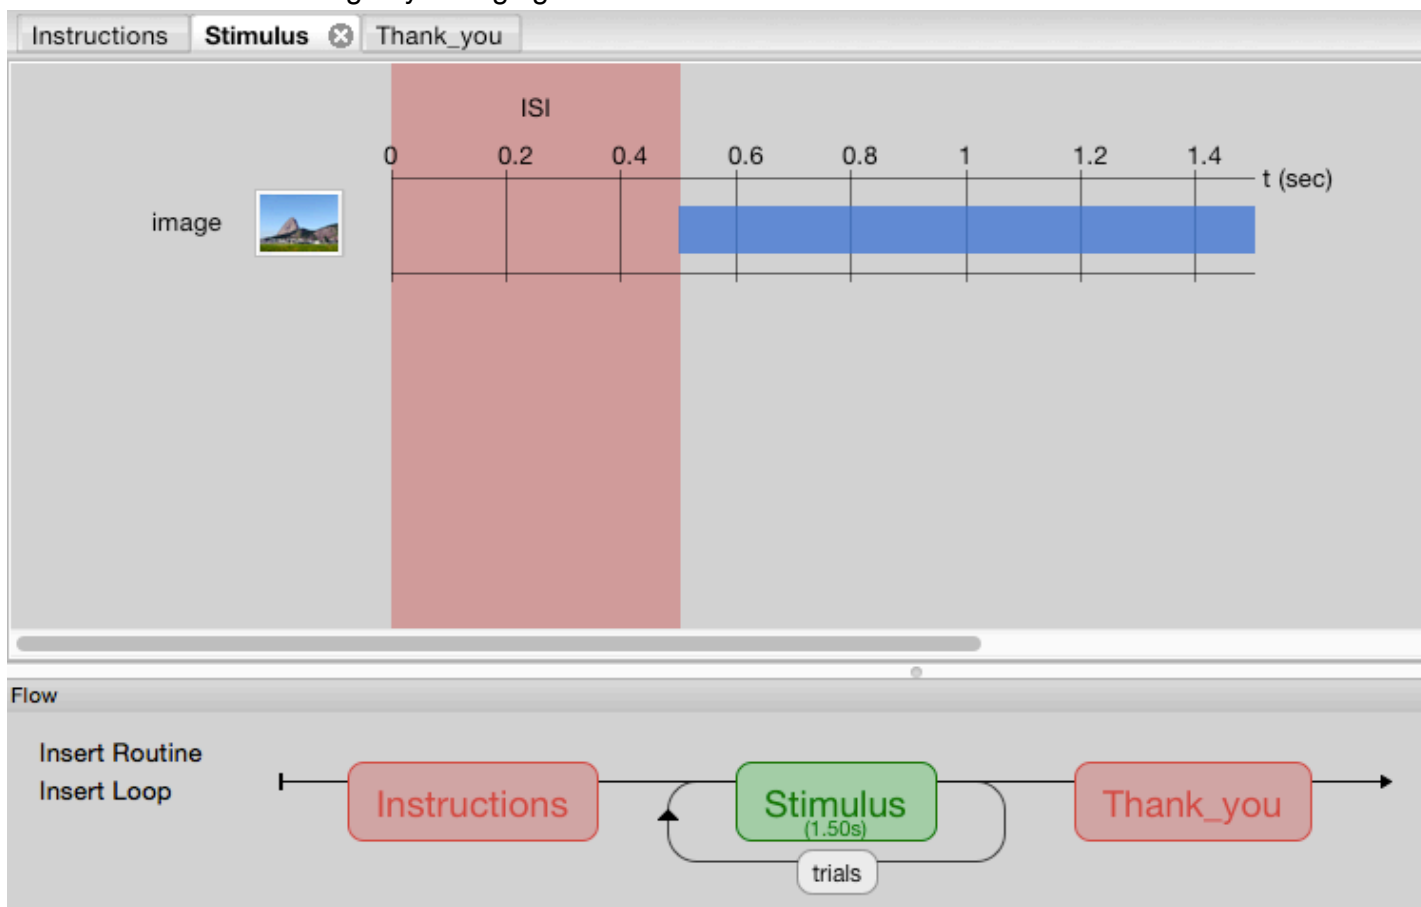 Instructions Stimulus Thank_you
ISI
0 0.2 0.4 0.6 0.8 1 1.2 1.4
t (sec)
image
Flow
Insert Routine
Insert Loop
Instructions Stimulus Thank_you
(1.50s)
trials